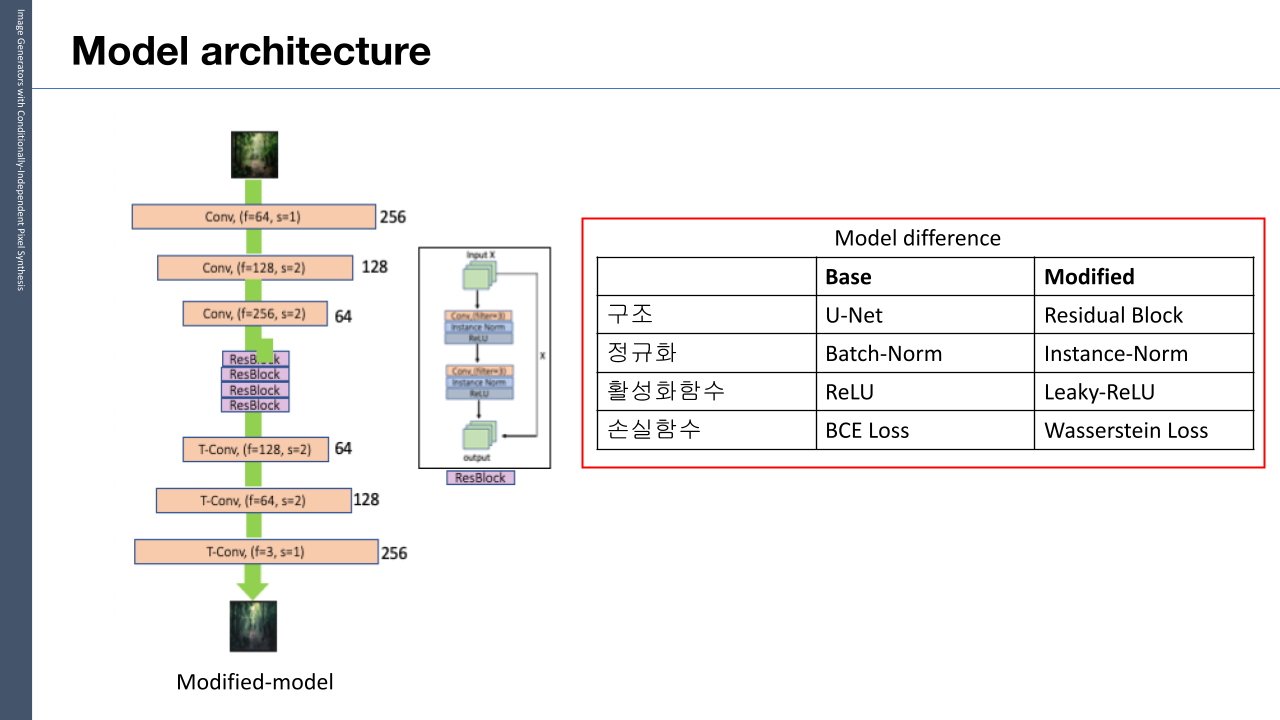 Image Generators with Conditionally-Independent Pixel Synthesis
Model architecture
Conv, (f=64, s=1) 256
Conv, (f=128, s=2) 128
Conv, (f=256, s=2) 64
ResBlock
ResBlock
ResBlock
ResBlock
T-Conv, (f=128, s=2) 64
T-Conv, (f=64, s=2) 128
T-Conv, (f=3, s=1) 256
Modified-model
Input X
Conv,(filter=3)
Instance Norm
ReLU
X
Conv,(filter=3)
Instance Norm
ReLU
output
ResBlock
Model difference
Base Modified
구조 U-Net Residual Block
정규화 Batch-Norm Instance-Norm
활성화함수 ReLU Leaky-ReLU
손실함수 BCE Loss Wasserstein Loss